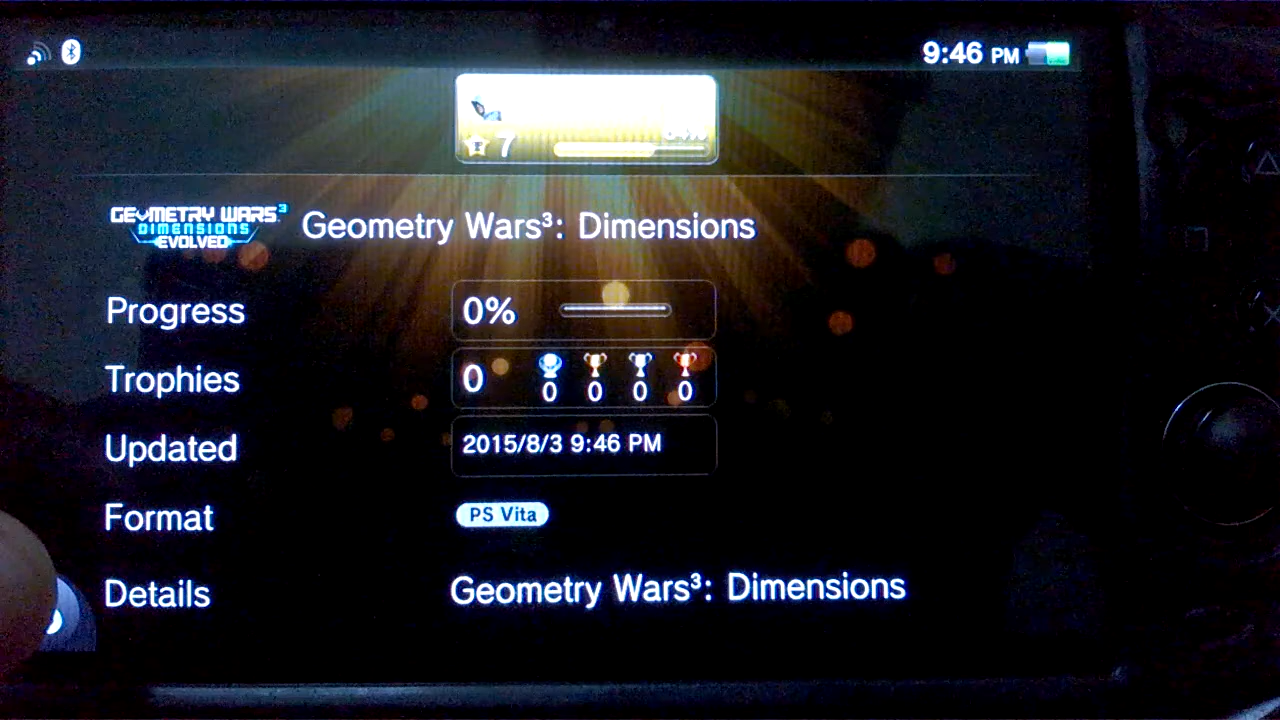 9:46 PM
7
GEOMETRY WARS³
DIMENSIONS
EVOLVED
Geometry Wars³: Dimensions
Progress
0%
Trophies
0
0 0 0 0
Updated
2015/8/3 9:46 PM
Format
PS Vita
Details
Geometry Wars³: Dimensions